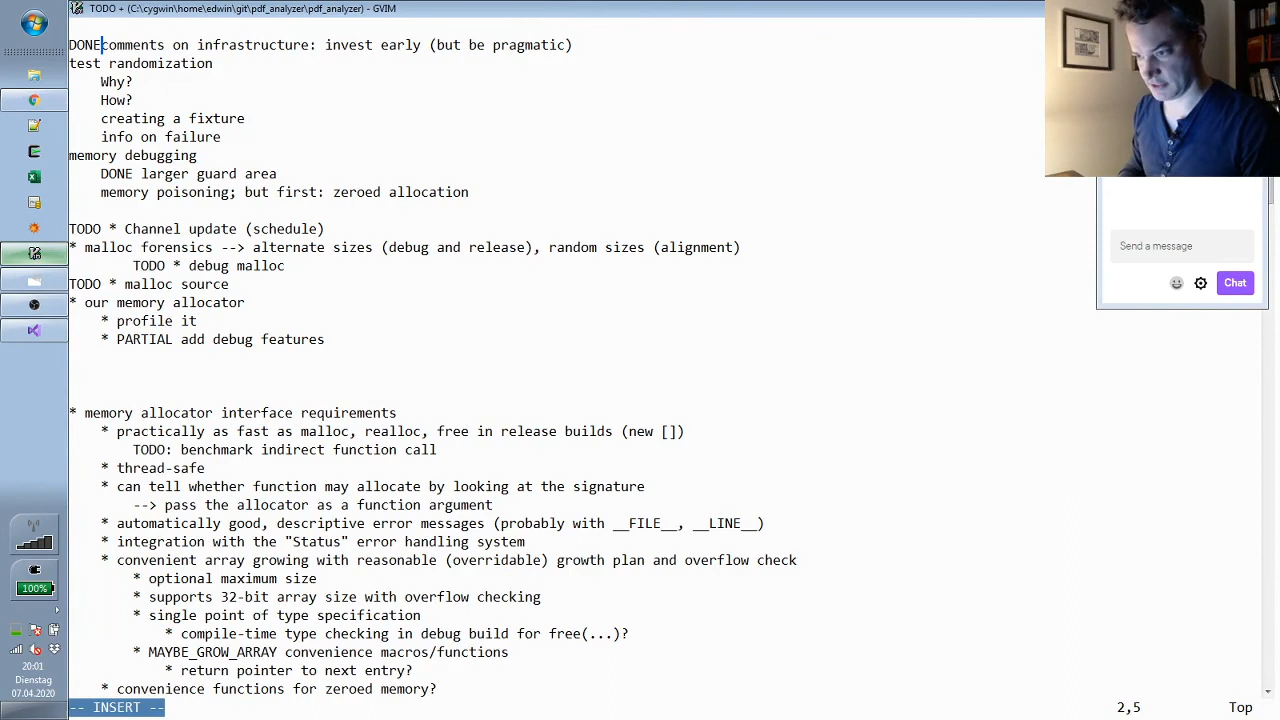 TODO + (C:\cygwin\home\edwin\git\pdf_analyzer\pdf_analyzer) - GVIM
DONEcomments on infrastructure: invest early (but be pragmatic)
test randomization
Why?
How?
creating a fixture
info on failure
memory debugging
DONE larger guard area
memory poisoning; but first: zeroed allocation
TODO * Channel update (schedule)
* malloc forensics --> alternate sizes (debug and release), random sizes (alignment)
TODO * debug malloc
TODO * malloc source
* our memory allocator
* profile it
* PARTIAL add debug features
* memory allocator interface requirements
* practically as fast as malloc, realloc, free in release builds (new [])
TODO: benchmark indirect function call
* thread-safe
* can tell whether function may allocate by looking at the signature
--> pass the allocator as a function argument
* automatically good, descriptive error messages (probably with __FILE__, __LINE__)
* integration with the "Status" error handling system
* convenient array growing with reasonable (overridable) growth plan and overflow check
* optional maximum size
* supports 32-bit array size with overflow checking
* single point of type specification
* compile-time type checking in debug build for free(...)?
* MAYBE_GROW_ARRAY convenience macros/functions
* return pointer to next entry?
* convenience functions for zeroed memory?
-- INSERT --
2,5
Top
Send a message
Chat
100%
20:01
Dienstag
07.04.2020